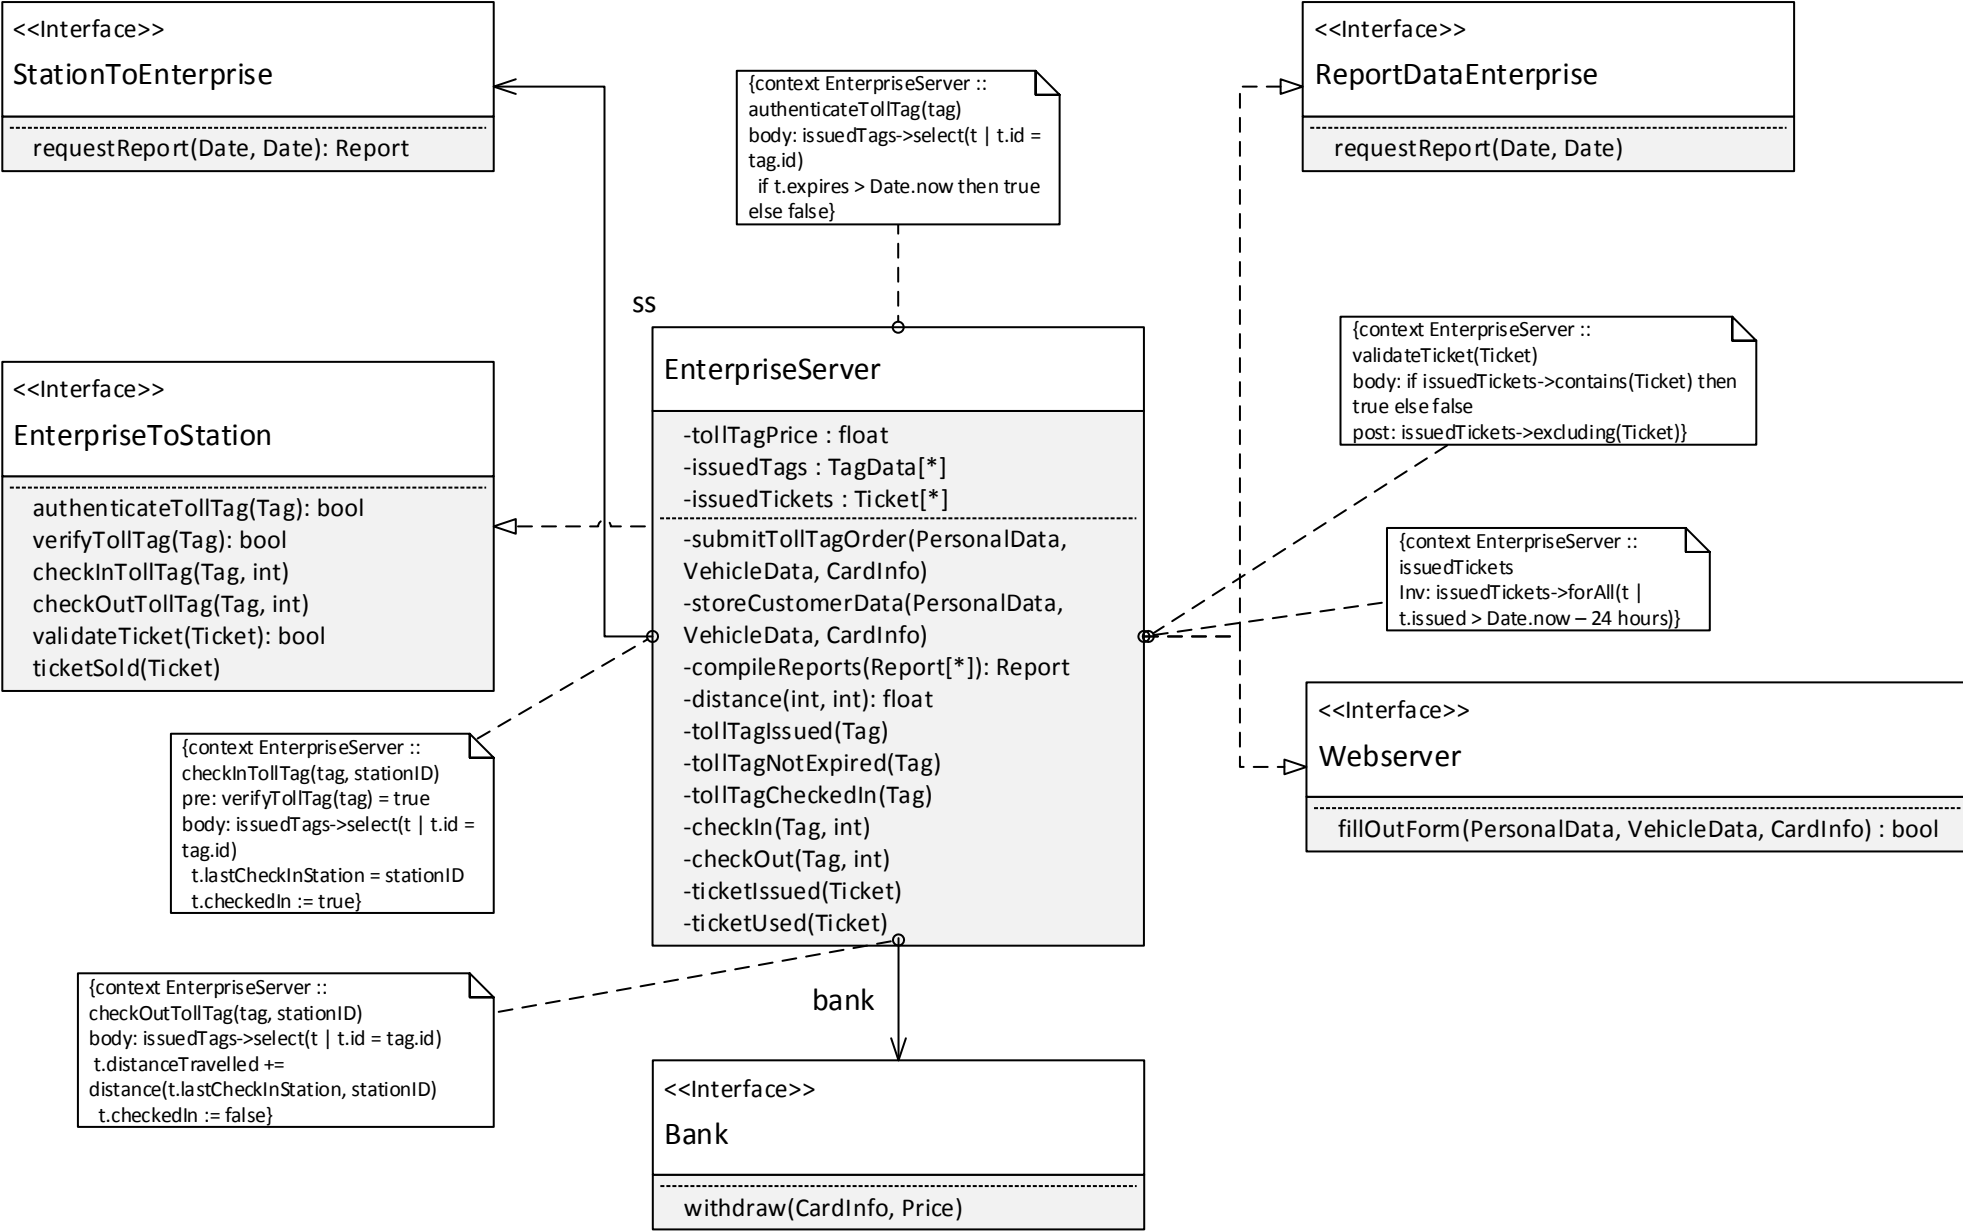 <<Interface>>
StationToEnterprise
requestReport(Date, Date): Report
{context EnterpriseServer ::
authenticateTollTag(tag)
body: issuedTags->select(t | t.id =
tag.id)
if t.expires > Date.now then true
else false}
<<Interface>>
ReportDataEnterprise
requestReport(Date, Date)
ss
<<Interface>>
EnterpriseToStation
authenticateTollTag(Tag): bool
verifyTollTag(Tag): bool
checkInTollTag(Tag, int)
checkOutTollTag(Tag, int)
validateTicket(Ticket): bool
ticketSold(Ticket)
EnterpriseServer
-tollTagPrice : float
-issuedTags : TagData[*]
-issuedTickets : Ticket[*]
-submitTollTagOrder(PersonalData,
VehicleData, CardInfo)
-storeCustomerData(PersonalData,
VehicleData, CardInfo)
-compileReports(Report[*]): Report
-distance(int, int): float
-tollTagIssued(Tag)
-tollTagNotExpired(Tag)
-tollTagCheckedIn(Tag)
-checkIn(Tag, int)
-checkOut(Tag, int)
-ticketIssued(Ticket)
-ticketUsed(Ticket)
{context EnterpriseServer ::
validateTicket(Ticket)
body: if issuedTickets->contains(Ticket) then
true else false
post: issuedTickets->excluding(Ticket)}
{context EnterpriseServer ::
issuedTickets
Inv: issuedTickets->forAll(t |
t.issued > Date.now – 24 hours)}
<<Interface>>
Webserver
fillOutForm(PersonalData, VehicleData, CardInfo) : bool
{context EnterpriseServer ::
checkInTollTag(tag, stationID)
pre: verifyTollTag(tag) = true
body: issuedTags->select(t | t.id =
tag.id)
t.lastCheckInStation = stationID
t.checkedIn := true}
{context EnterpriseServer ::
checkOutTollTag(tag, stationID)
body: issuedTags->select(t | t.id = tag.id)
t.distanceTravelled +=
distance(t.lastCheckInStation, stationID)
t.checkedIn := false}
bank
<<Interface>>
Bank
withdraw(CardInfo, Price)